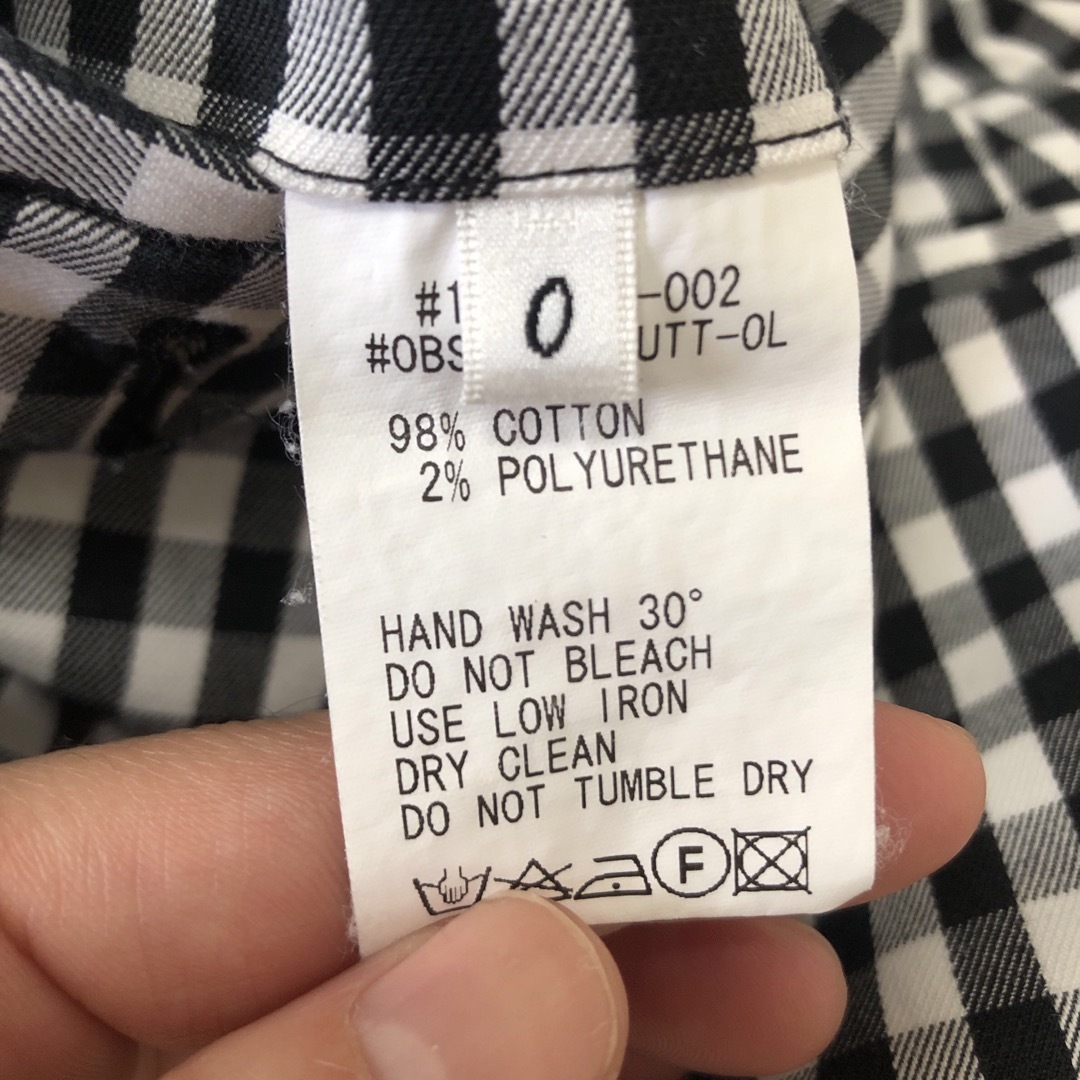 #1 0 -002
#OBS UTT-OL
98% COTTON
2% POLYURETHANE
HAND WASH 30°
DO NOT BLEACH
USE LOW IRON
DRY CLEAN
DO NOT TUMBLE DRY
F